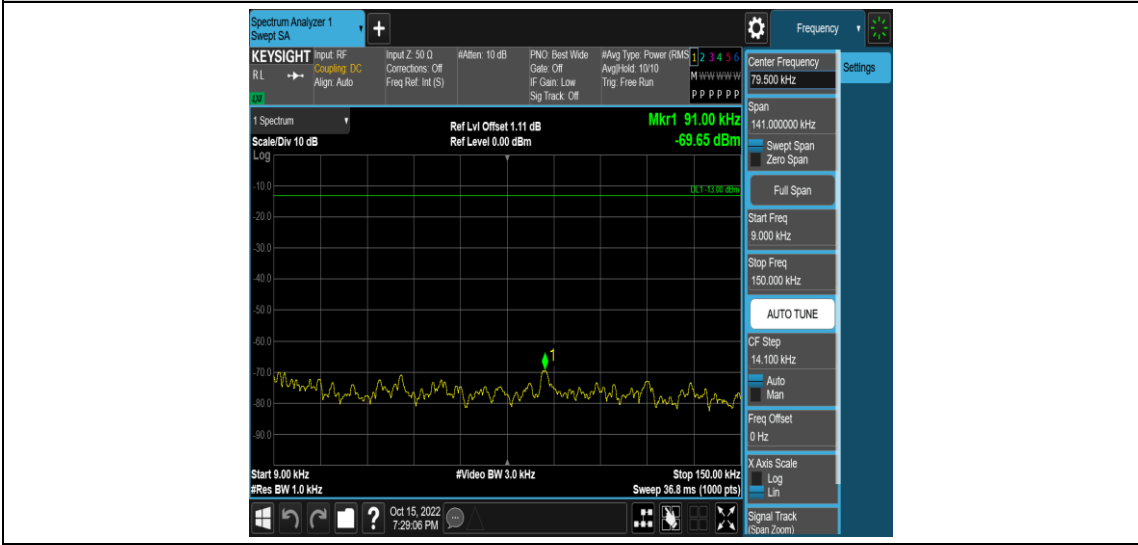 Spectrum Analyzer 1
Swept SA
Frequency
KEYSIGHT
RL
LXI
Input: RF
Coupling: DC
Align: Auto
Input Z: 50 Ω
Corrections: Off
Freq Ref: Int (S)
#Atten: 10 dB
PNO: Best Wide
Gate: Off
IF Gain: Low
Sig Track: Off
#Avg Type: Power (RMS
Avg|Hold: 10/10
Trig: Free Run
1 2 3 4 5 6
M W W W W W
P P P P P P
1 Spectrum
Scale/Div 10 dB
Log
Ref Lvl Offset 1.11 dB
Ref Level 0.00 dBm
Mkr1 91.00 kHz
-69.65 dBm
DL1 -13.00 dBm
1
-10.0
-20.0
-30.0
-40.0
-50.0
-60.0
-70.0
-80.0
-90.0
Start 9.00 kHz
#Video BW 3.0 kHz
Stop 150.00 kHz
#Res BW 1.0 kHz
Sweep 36.8 ms (1000 pts)
?
Oct 15, 2022
7:29:06 PM
Center Frequency
79.500 kHz
Settings
Span
141.000000 kHz
Swept Span
Zero Span
Full Span
Start Freq
9.000 kHz
Stop Freq
150.000 kHz
AUTO TUNE
CF Step
14.100 kHz
Auto
Man
Freq Offset
0 Hz
X Axis Scale
Log
Lin
Signal Track
(Span Zoom)